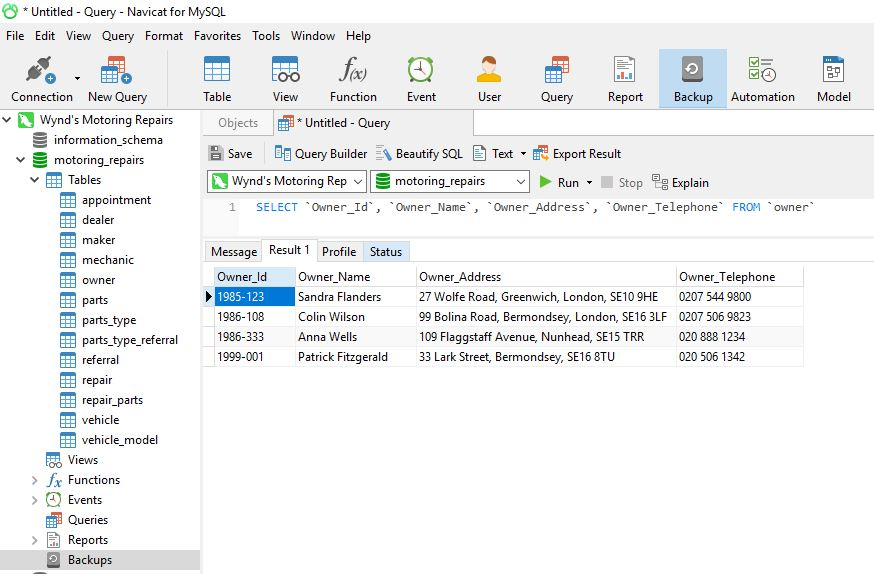 * Untitled - Query - Navicat for MySQL
File Edit View Query Format Favorites Tools Window Help
Connection New Query Table View Function Event User Query Report Backup Automation Model
Wynd's Motoring Repairs
information_schema
motoring_repairs
Tables
appointment
dealer
maker
mechanic
owner
parts
parts_type
parts_type_referral
referral
repair
repair_parts
vehicle
vehicle_model
Views
Functions
Events
Queries
Reports
Backups
Objects * Untitled - Query
Save Query Builder Beautify SQL Text Export Result
Wynd's Motoring Rep motoring_repairs Run Stop Explain
1 SELECT `Owner_Id`, `Owner_Name`, `Owner_Address`, `Owner_Telephone` FROM `owner`
Message Result 1 Profile Status
Owner_Id Owner_Name Owner_Address Owner_Telephone
1985-123 Sandra Flanders 27 Wolfe Road, Greenwich, London, SE10 9HE 0207 544 9800
1986-108 Colin Wilson 99 Bolina Road, Bermondsey, London, SE16 3LF 0207 506 9823
1986-333 Anna Wells 109 Flaggstaff Avenue, Nunhead, SE15 TRR 020 888 1234
1999-001 Patrick Fitzgerald 33 Lark Street, Bermondsey, SE16 8TU 020 506 1342